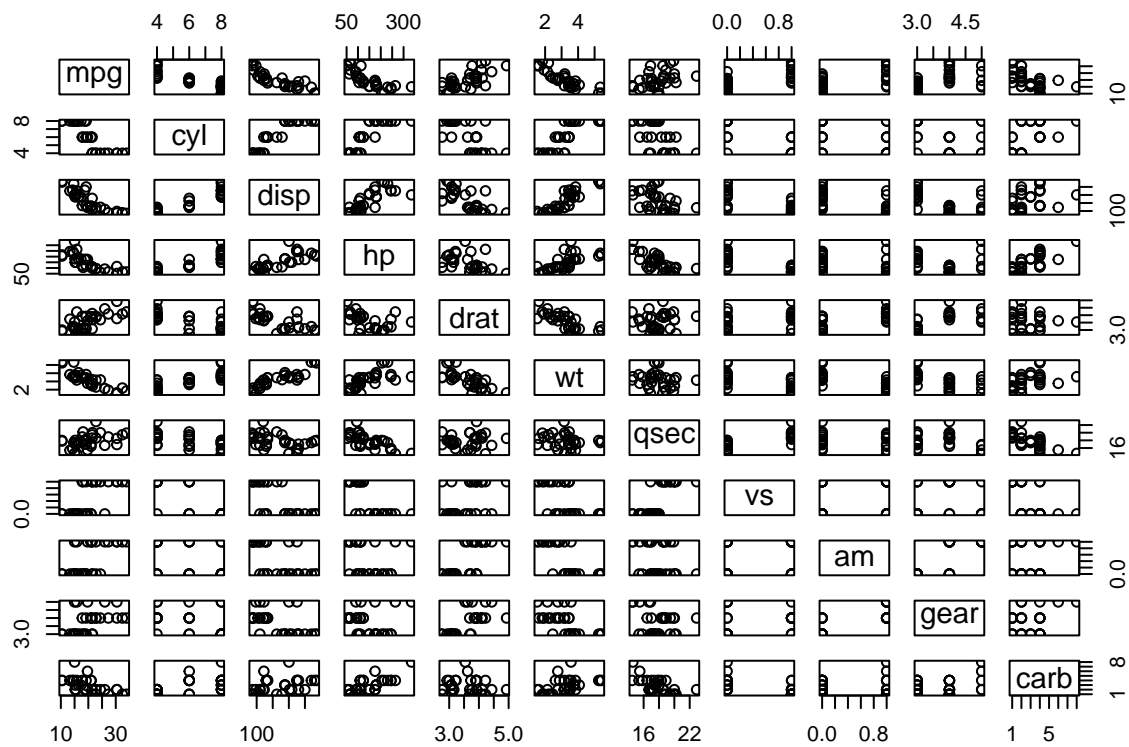 4 6 8 50 300 2 4 0.0 1.0 3.0 4.5
mpg 10
8 4 cyl
disp 100
50 hp
drat 3.0
2 wt
qsec 16
0.0 vs
am 0.0
3.0 gear
carb 8 1
10 30 100 3.0 5.0 16 22 0.0 0.8 1 5